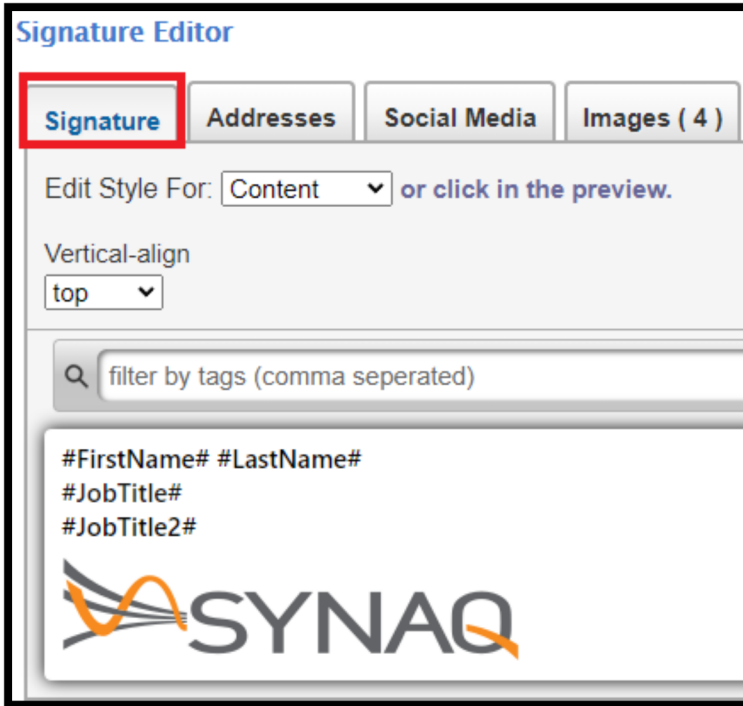 Signature Editor
Signature Addresses Social Media Images ( 4 )
Edit Style For: Content or click in the preview.
Vertical-align
top
filter by tags (comma seperated)
#FirstName# #LastName#
#JobTitle#
#JobTitle2#
SYNAQ